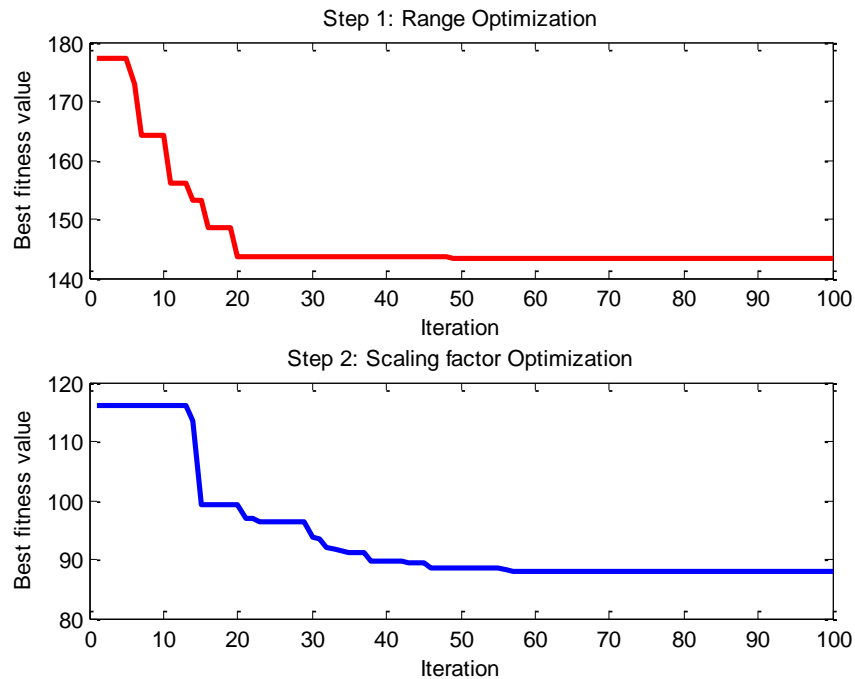 Step 1: Range Optimization
180
170
160
150
140
Best fitness value
0 10 20 30 40 50 60 70 80 90 100
Iteration
Step 2: Scaling factor Optimization
120
110
100
90
80
Best fitness value
0 10 20 30 40 50 60 70 80 90 100
Iteration